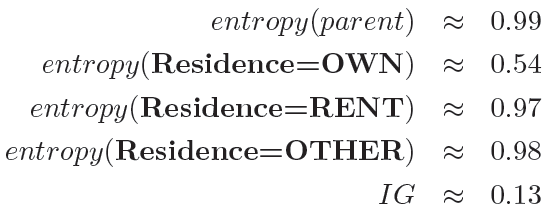 entropy(parent) ≈ 0.99
entropy(Residence=OWN) ≈ 0.54
entropy(Residence=RENT) ≈ 0.97
entropy(Residence=OTHER) ≈ 0.98
IG ≈ 0.13